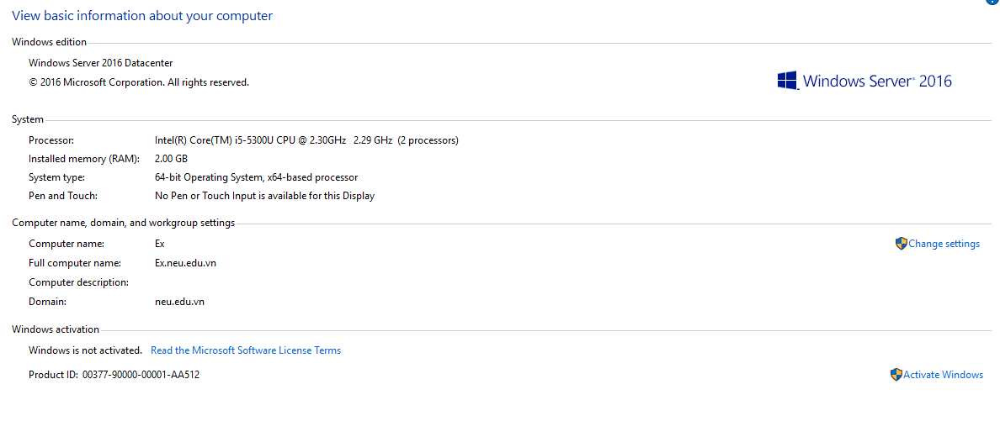 View basic information about your computer
Windows edition
Windows Server 2016 Datacenter
© 2016 Microsoft Corporation. All rights reserved.
Windows Server® 2016
System
Processor: Intel(R) Core(TM) i5-5300U CPU @ 2.30GHz 2.29 GHz (2 processors)
Installed memory (RAM): 2.00 GB
System type: 64-bit Operating System, x64-based processor
Pen and Touch: No Pen or Touch Input is available for this Display
Computer name, domain, and workgroup settings
Computer name: Ex Change settings
Full computer name: Ex.neu.edu.vn
Computer description:
Domain: neu.edu.vn
Windows activation
Windows is not activated. Read the Microsoft Software License Terms
Product ID: 00377-90000-00001-AA512 Activate Windows